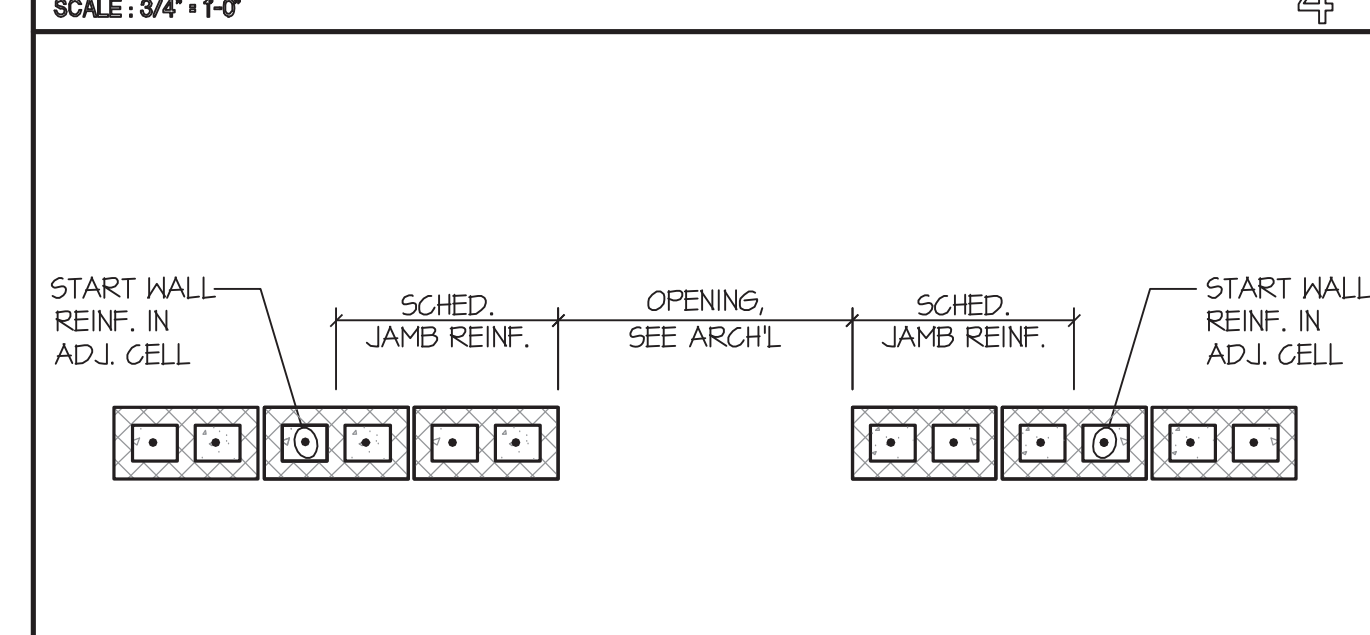 SCALE : 3/4" = 1'-0"
4
START WALL
REINF. IN
ADJ. CELL
SCHED.
JAMB REINF.
OPENING,
SEE ARCH'L
SCHED.
JAMB REINF.
START WALL
REINF. IN
ADJ. CELL